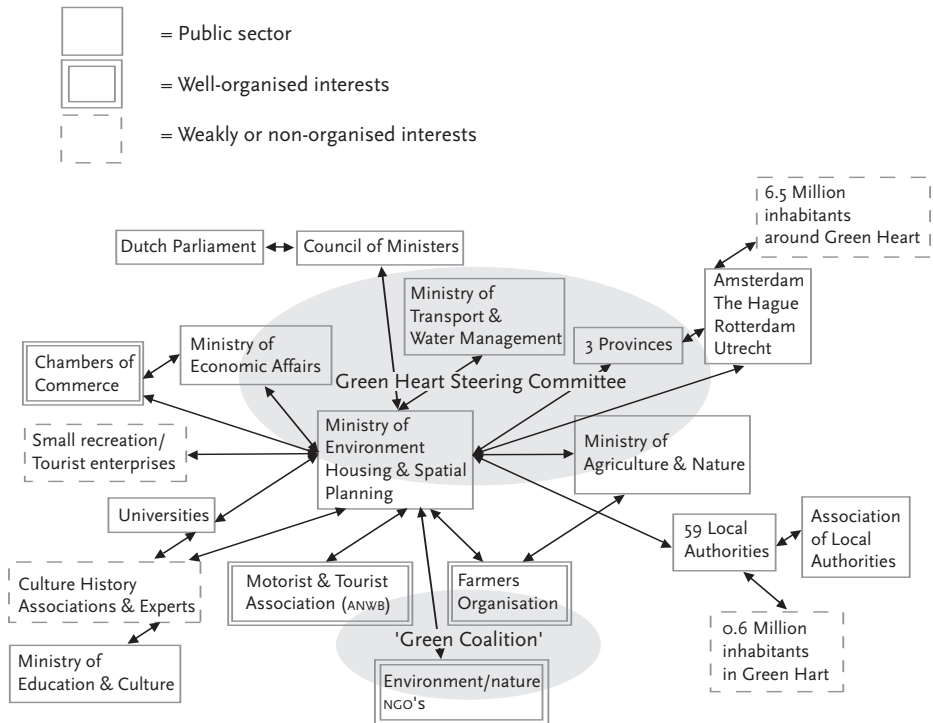 = Public sector
= Well-organised interests
= Weakly or non-organised interests
6.5 Million
inhabitants
around Green Heart
Dutch Parliament
Council of Ministers
Ministry of
Transport &
Water Management
Amsterdam
The Hague
Rotterdam
Utrecht
3 Provinces
Ministry of
Economic Affairs
Chambers of
Commerce
Green Heart Steering Committee
Ministry of
Environment
Housing & Spatial
Planning
Small recreation/
Tourist enterprises
Ministry of
Agriculture & Nature
Universities
59 Local
Authorities
Association
of Local
Authorities
Culture History
Associations & Experts
Motorist & Tourist
Association (ANWB)
Farmers
Organisation
'Green Coalition'
0.6 Million
inhabitants
in Green Hart
Ministry of
Education & Culture
Environment/nature
NGO's